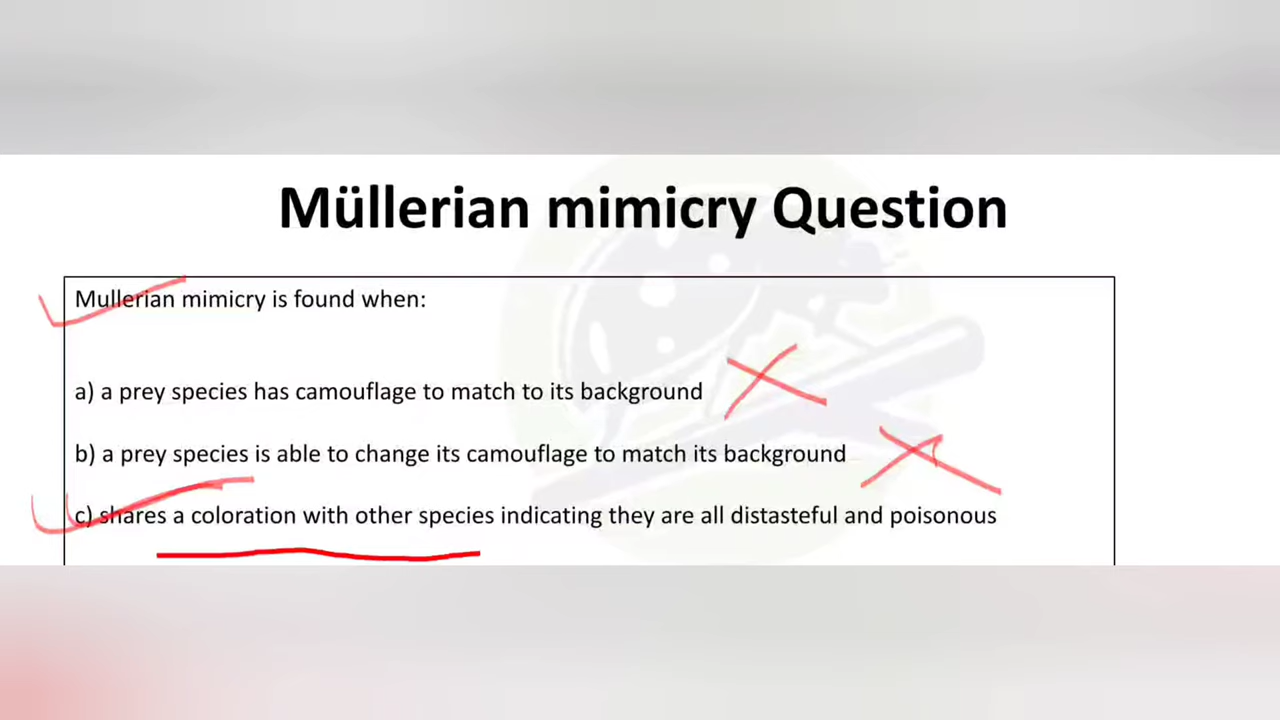 Müllerian mimicry Question
Mullerian mimicry is found when:
a) a prey species has camouflage to match to its background
b) a prey species is able to change its camouflage to match its background
c) shares a coloration with other species indicating they are all distasteful and poisonous